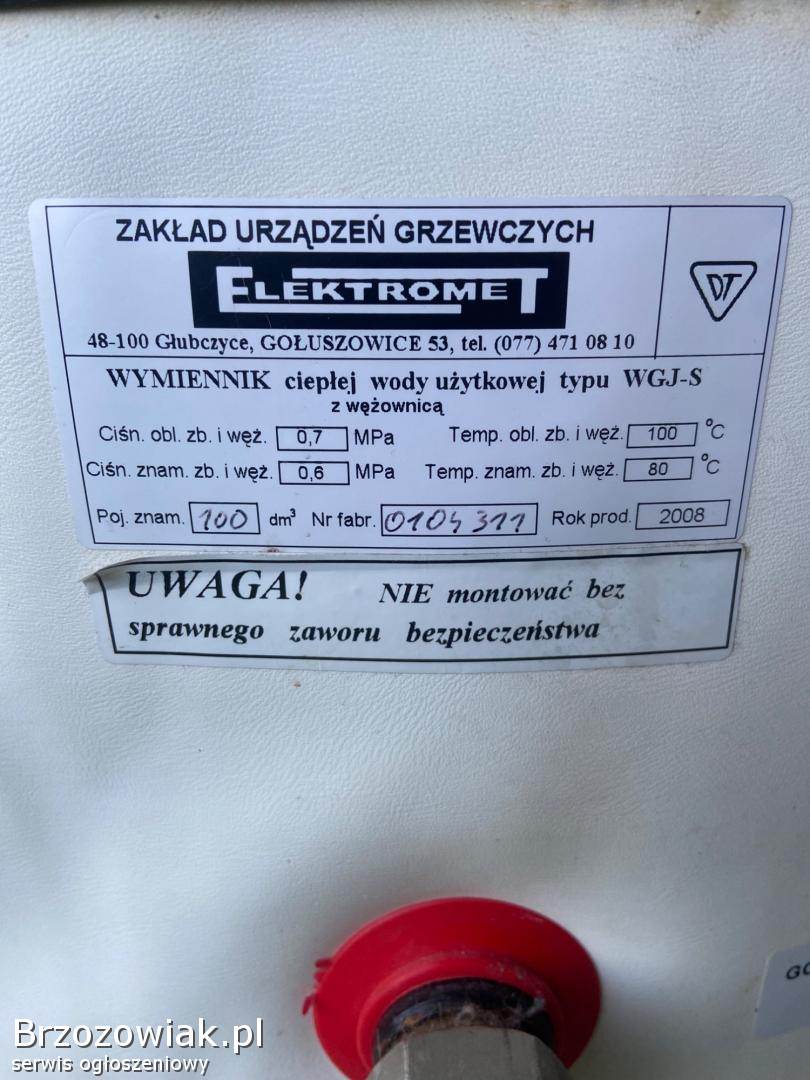 ZAKŁAD URZĄDZEŃ GRZEWCZYCH
ELEKTROMET
DT
48-100 Głubczyce, GOŁUSZOWICE 53, tel. (077) 471 08 10
WYMIENNIK ciepłej wody użytkowej typu WGJ-S
z wężownicą
Ciśn. obl. zb. i węż. 0,7 MPa Temp. obl. zb. i węż. 100 °C
Ciśn. znam. zb. i węż. 0,6 MPa Temp. znam. zb. i węż. 80 °C
Poj. znam. 100 dm³ Nr fabr. 0104311 Rok prod. 2008
UWAGA! NIE montować bez
sprawnego zaworu bezpieczeństwa
Brzozowiak.pl
serwis ogłoszeniowy